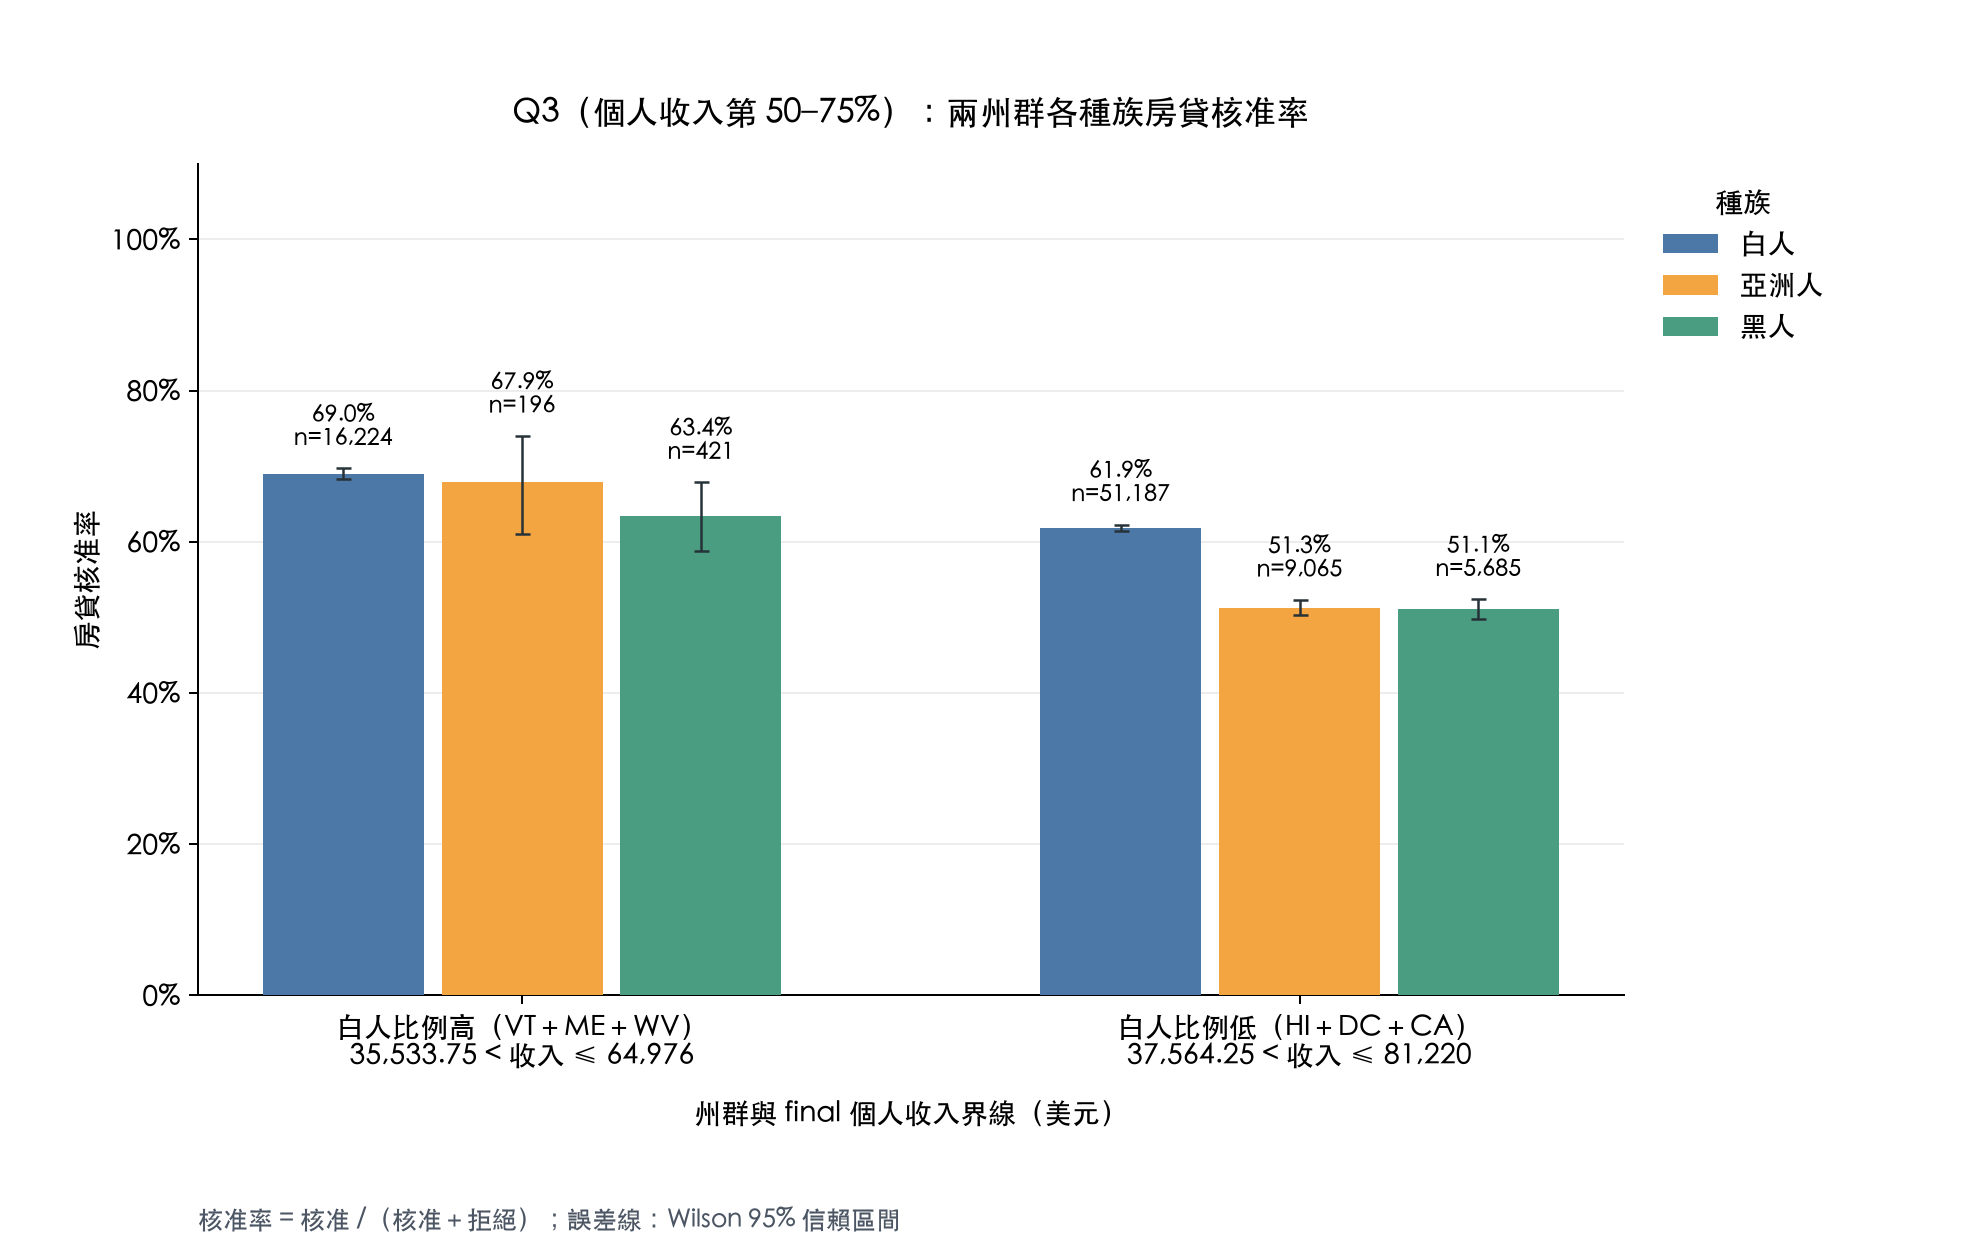 Q3（個人收入第 50–75%）：兩州群各種族房貸核准率
種族
白人
亞洲人
黑人
房貸核准率
100%
80%
60%
40%
20%
0%
69.0%
n=16,224
67.9%
n=196
63.4%
n=421
61.9%
n=51,187
51.3%
n=9,065
51.1%
n=5,685
白人比例高（VT + ME + WV）
35,533.75 < 收入 ≤ 64,976
白人比例低（HI + DC + CA）
37,564.25 < 收入 ≤ 81,220
州群與 final 個人收入界線（美元）
核准率 = 核准 /（核准 + 拒絕）；誤差線：Wilson 95% 信賴區間